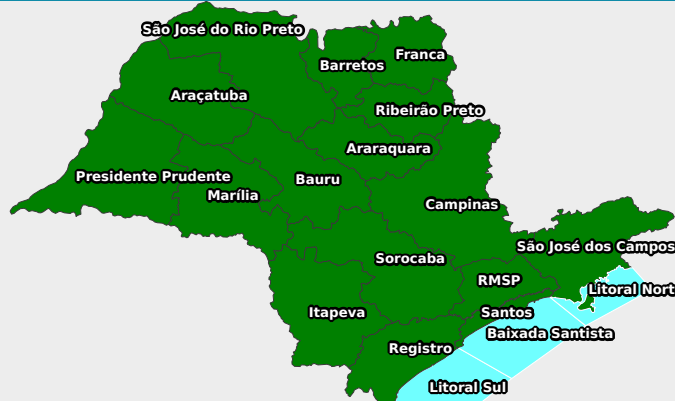 São José do Rio Preto
Franca
Barretos
Araçatuba
Ribeirão Preto
Araraquara
Presidente Prudente
Bauru
Marília
Campinas
São José dos Campos
Sorocaba
RMSP
Litoral Nort
Itapeva
Santos
Baixada Santista
Registro
Litoral Sul